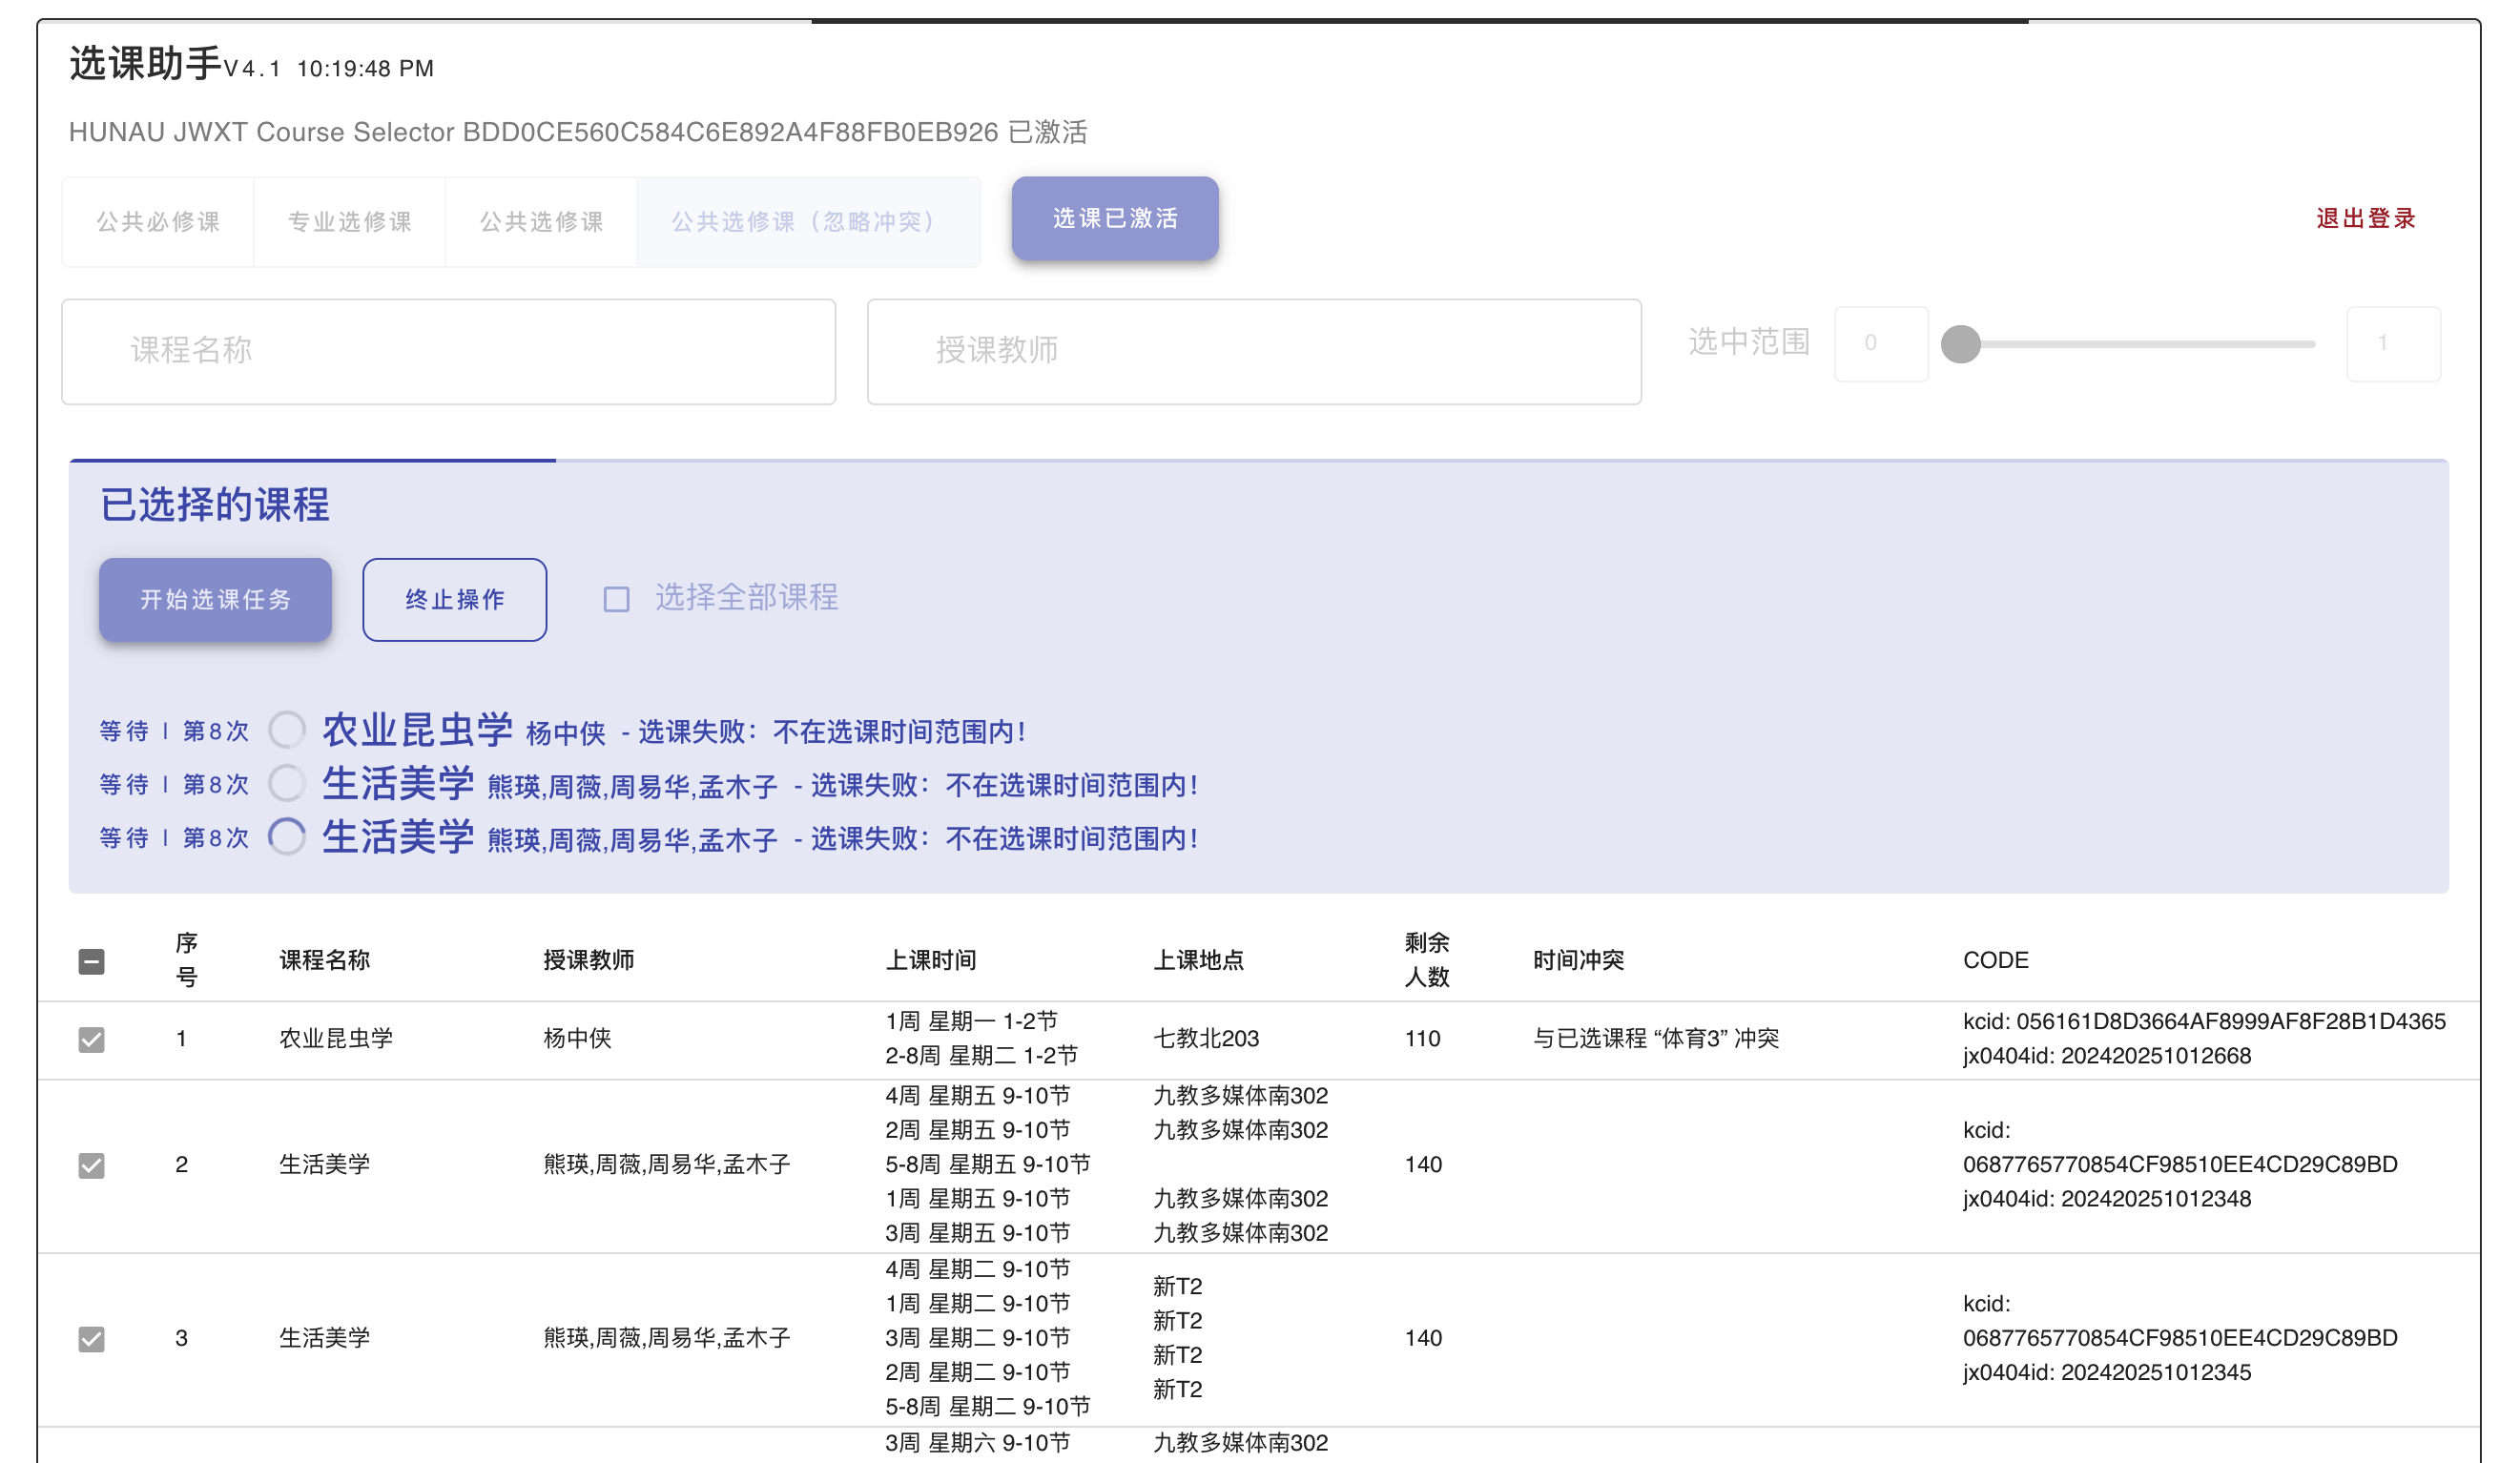 选课助手V4.1 10:19:48 PM
HUNAU JWXT Course Selector BDD0CE560C584C6E892A4F88FB0EB926 已激活
公共必修课 专业选修课 公共选修课 公共选修课（忽略冲突） 选课已激活 退出登录
课程名称 授课教师 选中范围 0 1
已选择的课程
开始选课任务 终止操作 选择全部课程
等待 | 第8次 农业昆虫学 杨中侠 - 选课失败：不在选课时间范围内！
等待 | 第8次 生活美学 熊瑛,周薇,周易华,孟木子 - 选课失败：不在选课时间范围内！
等待 | 第8次 生活美学 熊瑛,周薇,周易华,孟木子 - 选课失败：不在选课时间范围内！
序号 课程名称 授课教师 上课时间 上课地点 剩余人数 时间冲突 CODE
1 农业昆虫学 杨中侠
1周 星期一 1-2节
2-8周 星期二 1-2节
七教北203
110
与已选课程 “体育3” 冲突
kcid: 056161D8D3664AF8999AF8F28B1D4365
jx0404id: 202420251012668
2 生活美学 熊瑛,周薇,周易华,孟木子
4周 星期五 9-10节
2周 星期五 9-10节
5-8周 星期五 9-10节
1周 星期五 9-10节
3周 星期五 9-10节
九教多媒体南302
九教多媒体南302
九教多媒体南302
九教多媒体南302
140
kcid:
0687765770854CF98510EE4CD29C89BD
jx0404id: 202420251012348
3 生活美学 熊瑛,周薇,周易华,孟木子
4周 星期二 9-10节
1周 星期二 9-10节
3周 星期二 9-10节
2周 星期二 9-10节
5-8周 星期二 9-10节
新T2
新T2
新T2
新T2
140
kcid:
0687765770854CF98510EE4CD29C89BD
jx0404id: 202420251012345
3周 星期六 9-10节 九教多媒体南302